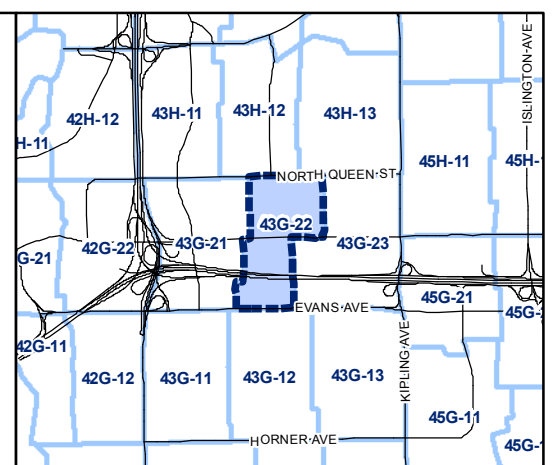 ISLINGTON AVE
42H-12
43H-11
43H-12
43H-13
H-11
45H-11
45H-
NORTH QUEEN ST
43G-22
42G-22
43G-21
43G-23
G-21
45G-21
45G-
EVANS AVE
KIPLING AVE
42G-11
42G-12
43G-11
43G-12
43G-13
45G-11
HORNER AVE
45G-1